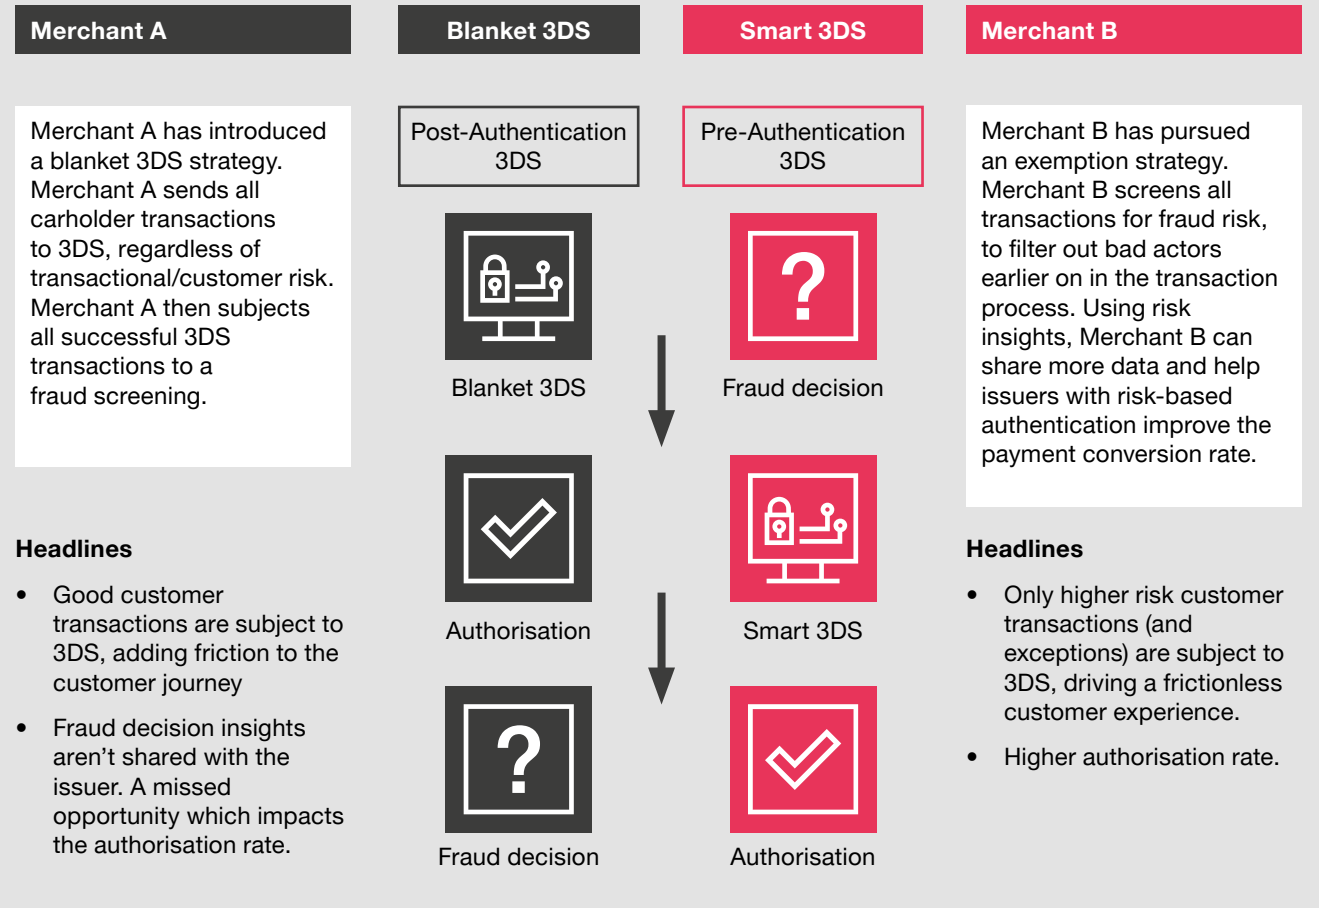 Merchant A
Merchant A has introduced
a blanket 3DS strategy.
Merchant A sends all
carholder transactions
to 3DS, regardless of
transactional/customer risk.
Merchant A then subjects
all successful 3DS
transactions to a
fraud screening.
Headlines
• Good customer
transactions are subject to
3DS, adding friction to the
customer journey
• Fraud decision insights
aren’t shared with the
issuer. A missed
opportunity which impacts
the authorisation rate.
Blanket 3DS
Post-Authentication
3DS
Blanket 3DS
Authorisation
?
Fraud decision
Smart 3DS
Pre-Authentication
3DS
?
Fraud decision
Smart 3DS
Authorisation
Merchant B
Merchant B has pursued
an exemption strategy.
Merchant B screens all
transactions for fraud risk,
to filter out bad actors
earlier on in the transaction
process. Using risk
insights, Merchant B can
share more data and help
issuers with risk-based
authentication improve the
payment conversion rate.
Headlines
• Only higher risk customer
transactions (and
exceptions) are subject to
3DS, driving a frictionless
customer experience.
• Higher authorisation rate.